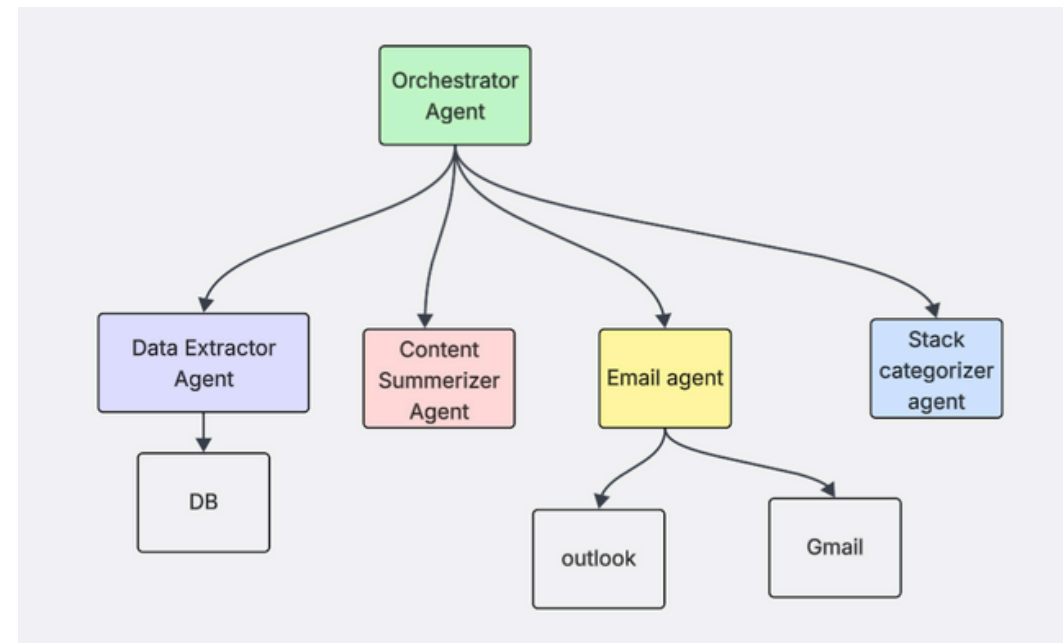 Orchestrator
Agent
Data Extractor
Agent
Content
Summerizer
Agent
Email agent
Stack
categorizer
agent
DB
outlook
Gmail